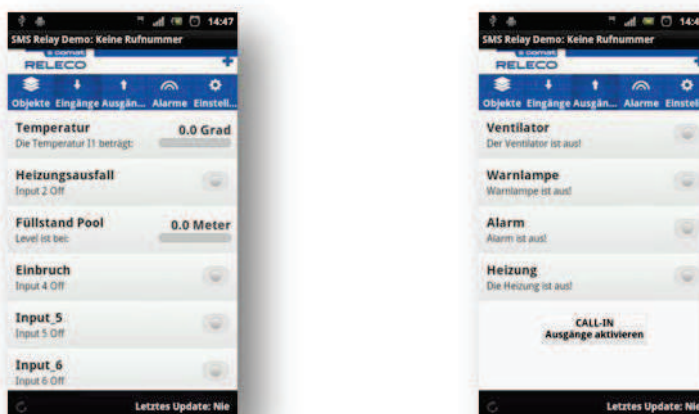 14:47
SMS Relay Demo: Keine Rufnummer
comat
RELECO
Objekte Eingänge Ausgän... Alarme Einstell...
Temperatur
0.0 Grad
Die Temperatur I1 beträgt:
Heizungsausfall
Input 2 Off
Füllstand Pool
0.0 Meter
Level ist bei:
Einbruch
Input 4 Off
Input_5
Input 5 Off
Input_6
Input 6 Off
Letztes Update: Nie
14:4
SMS Relay Demo: Keine Rufnummer
comat
RELECO
Objekte Eingänge Ausgän... Alarme Einstell
Ventilator
Der Ventilator ist aus!
Warnlampe
Warnlampe ist aus!
Alarm
Alarm ist aus!
Heizung
Die Heizung ist aus!
CALL-IN
Ausgänge aktivieren
Letztes Update: Nie